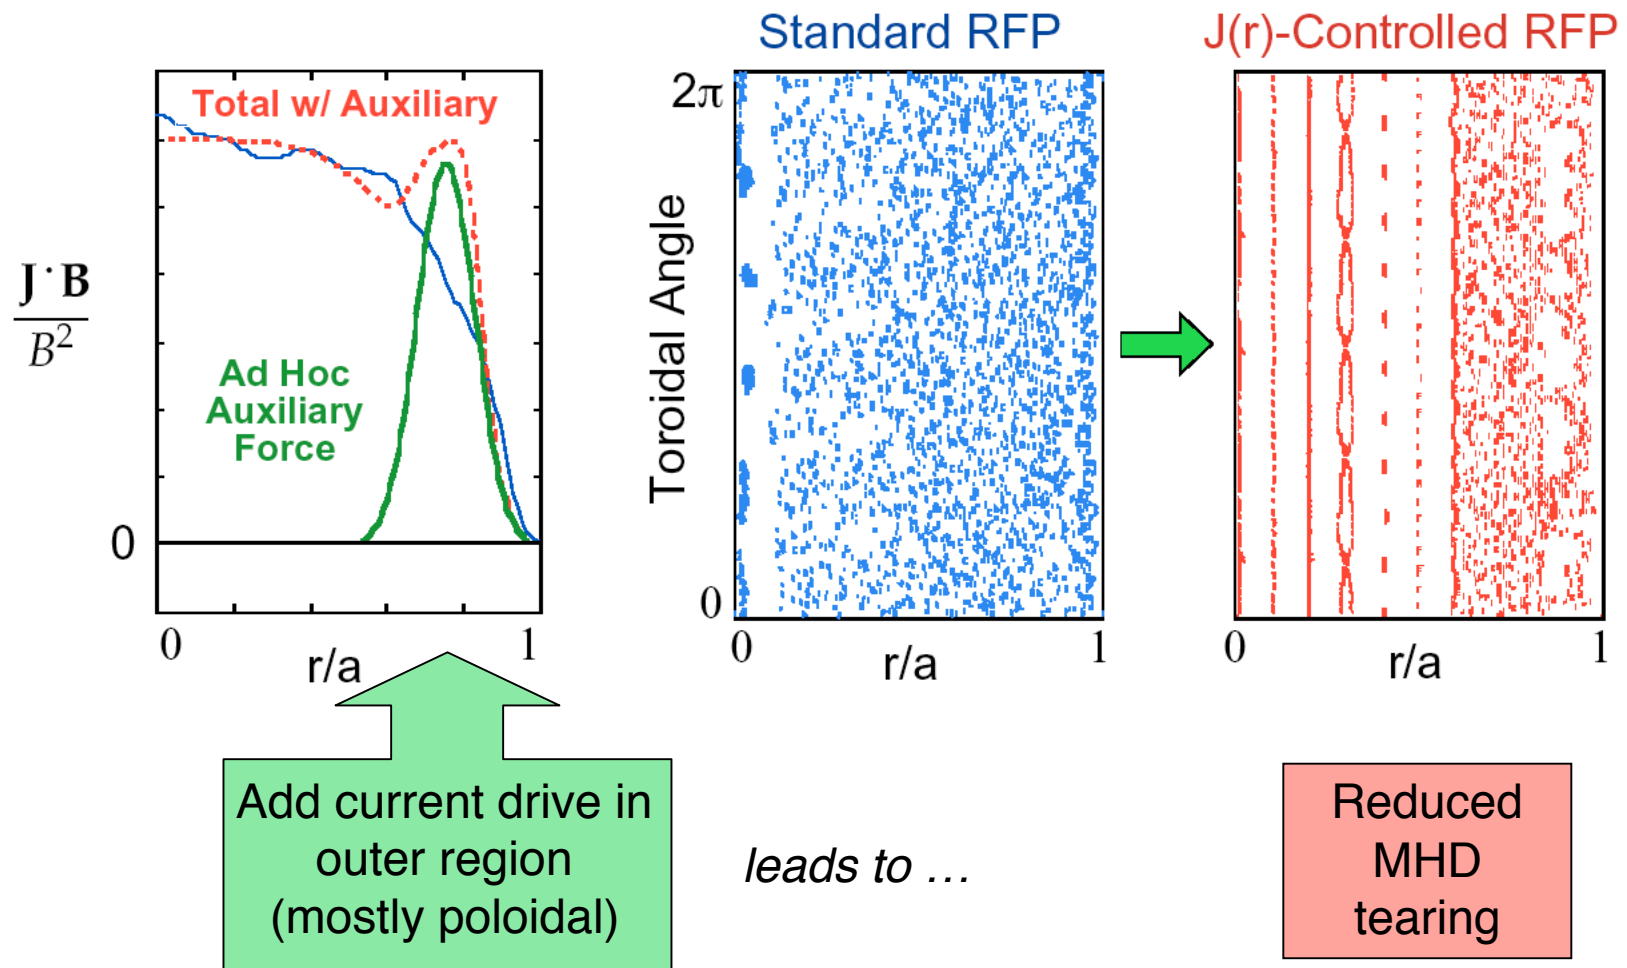 Standard RFP
J(r)-Controlled RFP
Total w/ Auxiliary
J·B
B²
Ad Hoc
Auxiliary
Force
0
0
1
r/a
2π
Toroidal Angle
0
0
1
r/a
0
1
r/a
Add current drive in
outer region
(mostly poloidal)
leads to …
Reduced
MHD
tearing